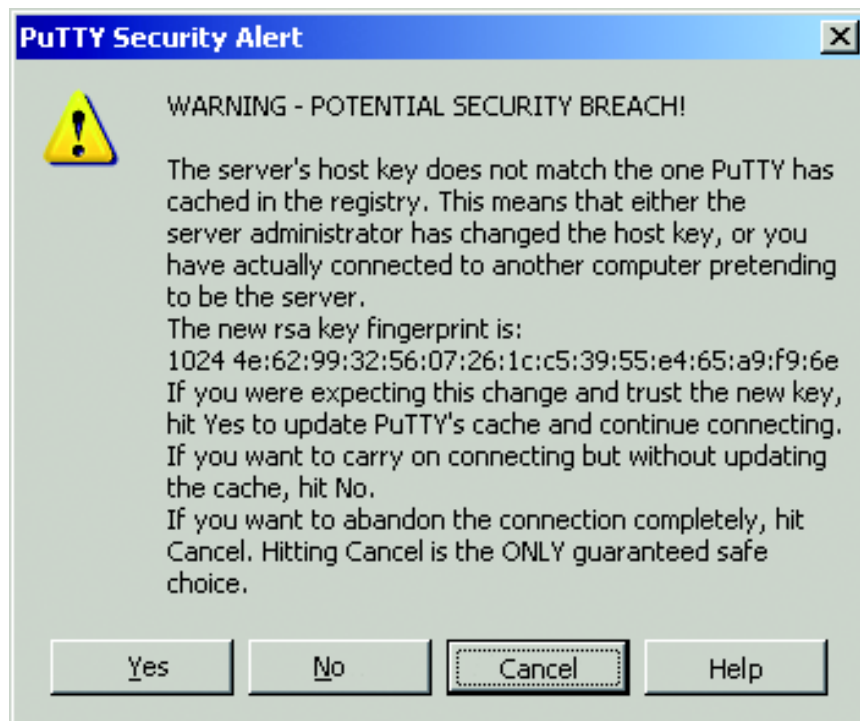 PuTTY Security Alert
WARNING - POTENTIAL SECURITY BREACH!
The server's host key does not match the one PuTTY has
cached in the registry. This means that either the
server administrator has changed the host key, or you
have actually connected to another computer pretending
to be the server.
The new rsa key fingerprint is:
1024 4e:62:99:32:56:07:26:1c:c5:39:55:e4:65:a9:f9:6e
If you were expecting this change and trust the new key,
hit Yes to update PuTTY's cache and continue connecting.
If you want to carry on connecting but without updating
the cache, hit No.
If you want to abandon the connection completely, hit
Cancel. Hitting Cancel is the ONLY guaranteed safe
choice.
Yes No Cancel Help